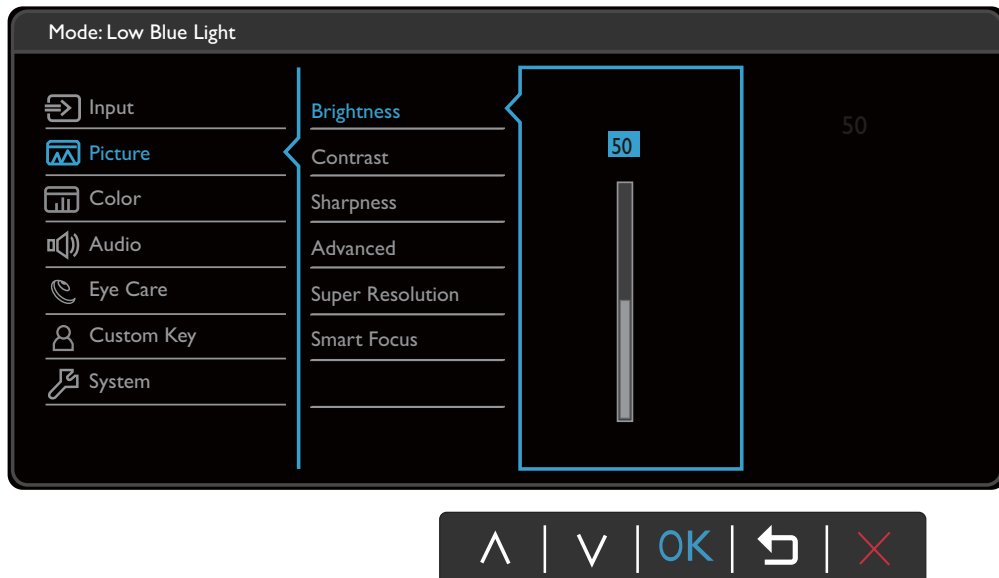 Mode: Low Blue Light
Input
Picture
Color
Audio
Eye Care
Custom Key
System
Brightness
Contrast
Sharpness
Advanced
Super Resolution
Smart Focus
50
50
OK